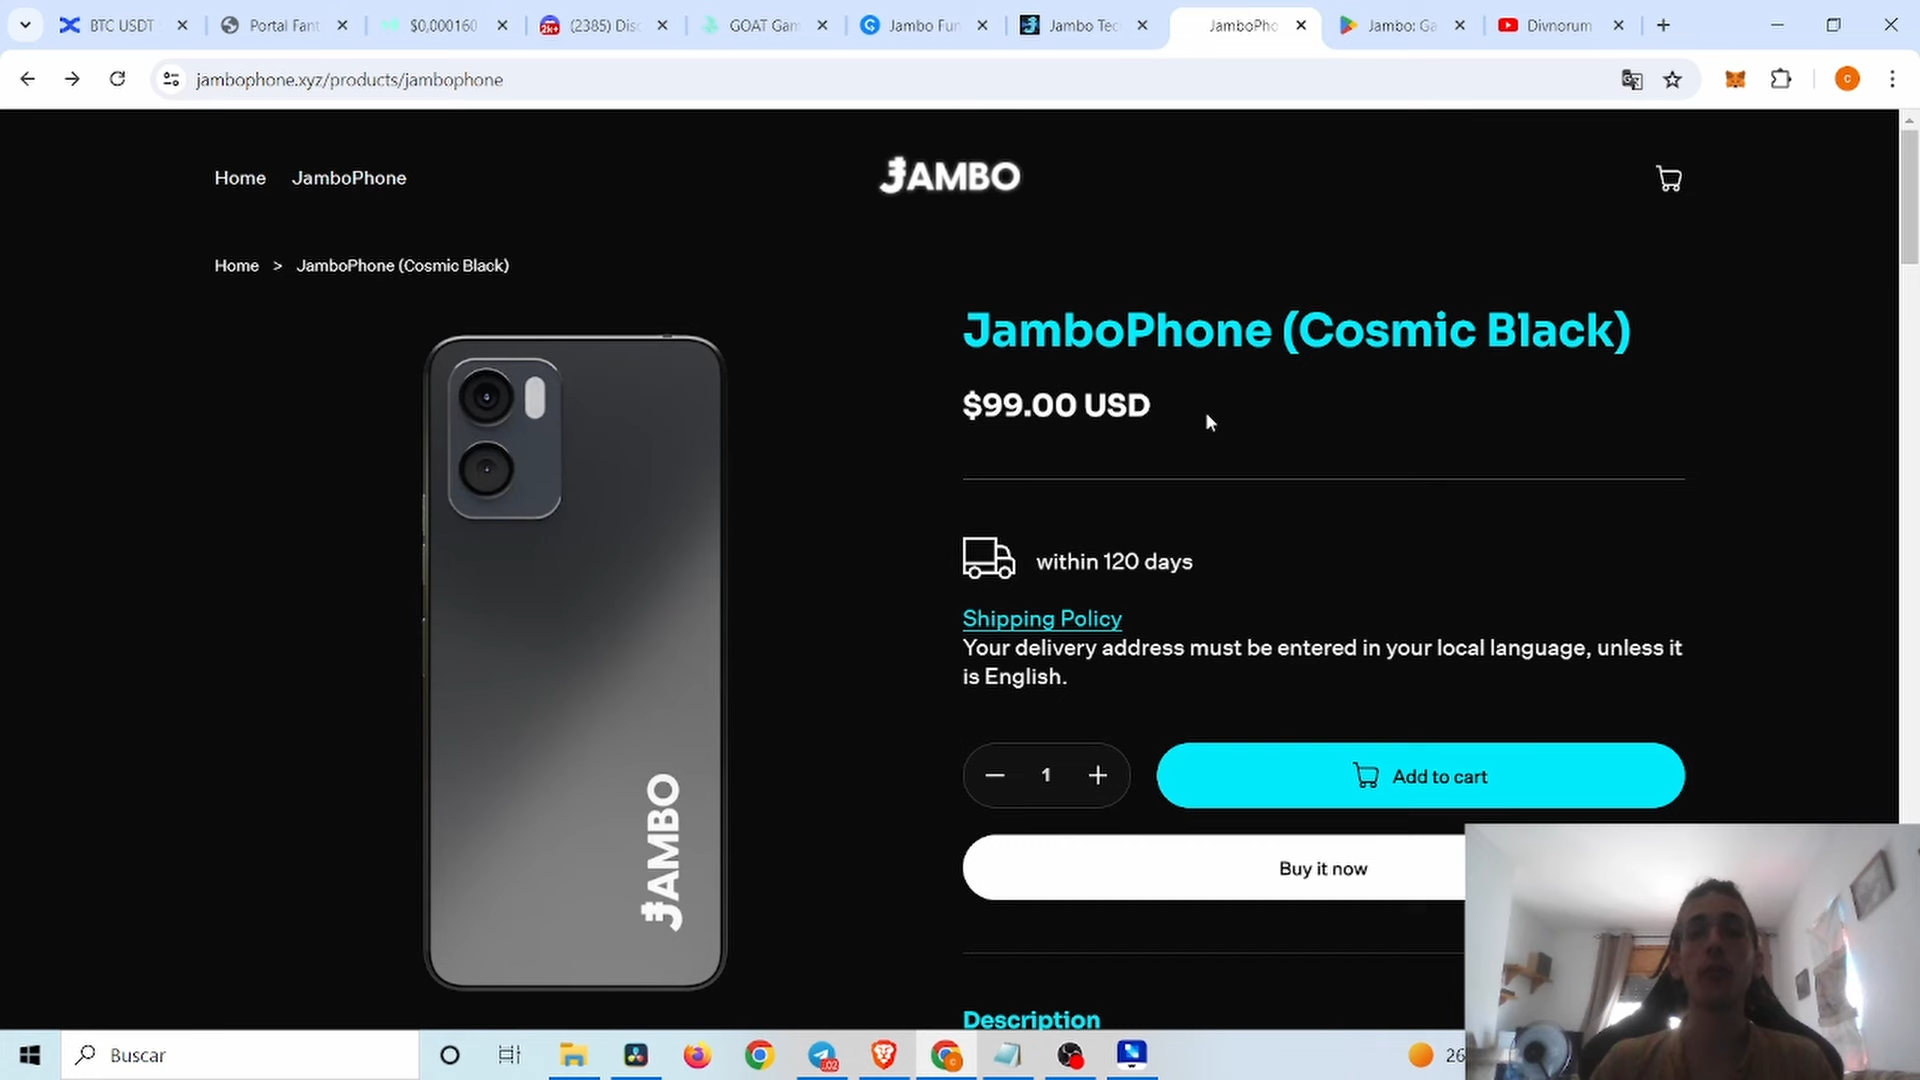 BTC USDT
Portal Fant
$0,000160
(2385) Disc
GOAT Gam
Jambo Fun
Jambo Tec
JamboPho
Jambo: Ga
Divnorum
jambophone.xyz/products/jambophone
C
Home
JamboPhone
JAMBO
Home > JamboPhone (Cosmic Black)
JamboPhone (Cosmic Black)
$99.00 USD
within 120 days
Shipping Policy
Your delivery address must be entered in your local language, unless it
is English.
1
Add to cart
Buy it now
JAMBO
Description
Buscar
26